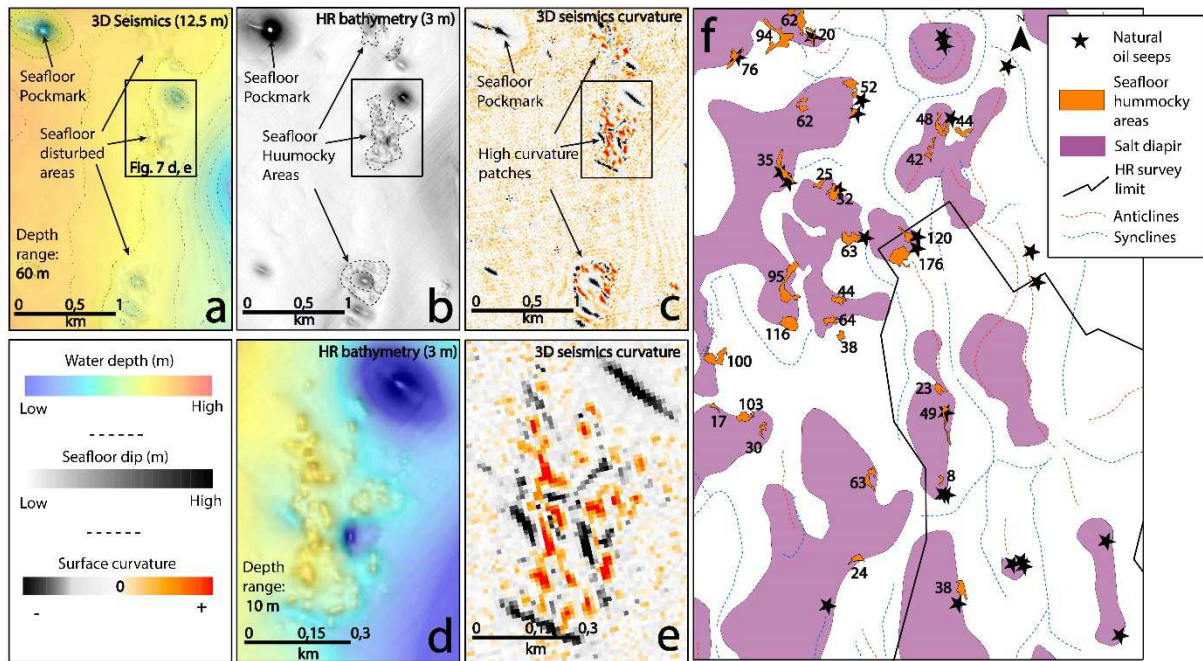 3D Seismics (12.5 m)
Seafloor
Pockmark
Seafloor
disturbed
areas
Fig. 7 d, e
Depth
range:
60 m
0 0,5 1
km
a
HR bathymetry (3 m)
Seafloor
Pockmark
Seafloor
Huumocky
Areas
0 0,5 1
km
b
3D seismics curvature
Seafloor
Pockmark
High curvature
patches
0 0,5 1
km
c
Water depth (m)
Low High
Seafloor dip (m)
Low High
Surface curvature
0
- +
HR bathymetry (3 m)
Depth
range:
10 m
0 0,15 0,3
km
d
3D seismics curvature
0 0,15 0,3
km
e
f
N
62
94
20
76
52
62
48
44
42
35
25
32
63
120
176
95
44
64
116
38
100
23
103
17
49
30
63
8
24
38
Natural
oil seeps
Seafloor
hummocky
areas
Salt diapir
HR survey
limit
Anticlines
Synclines